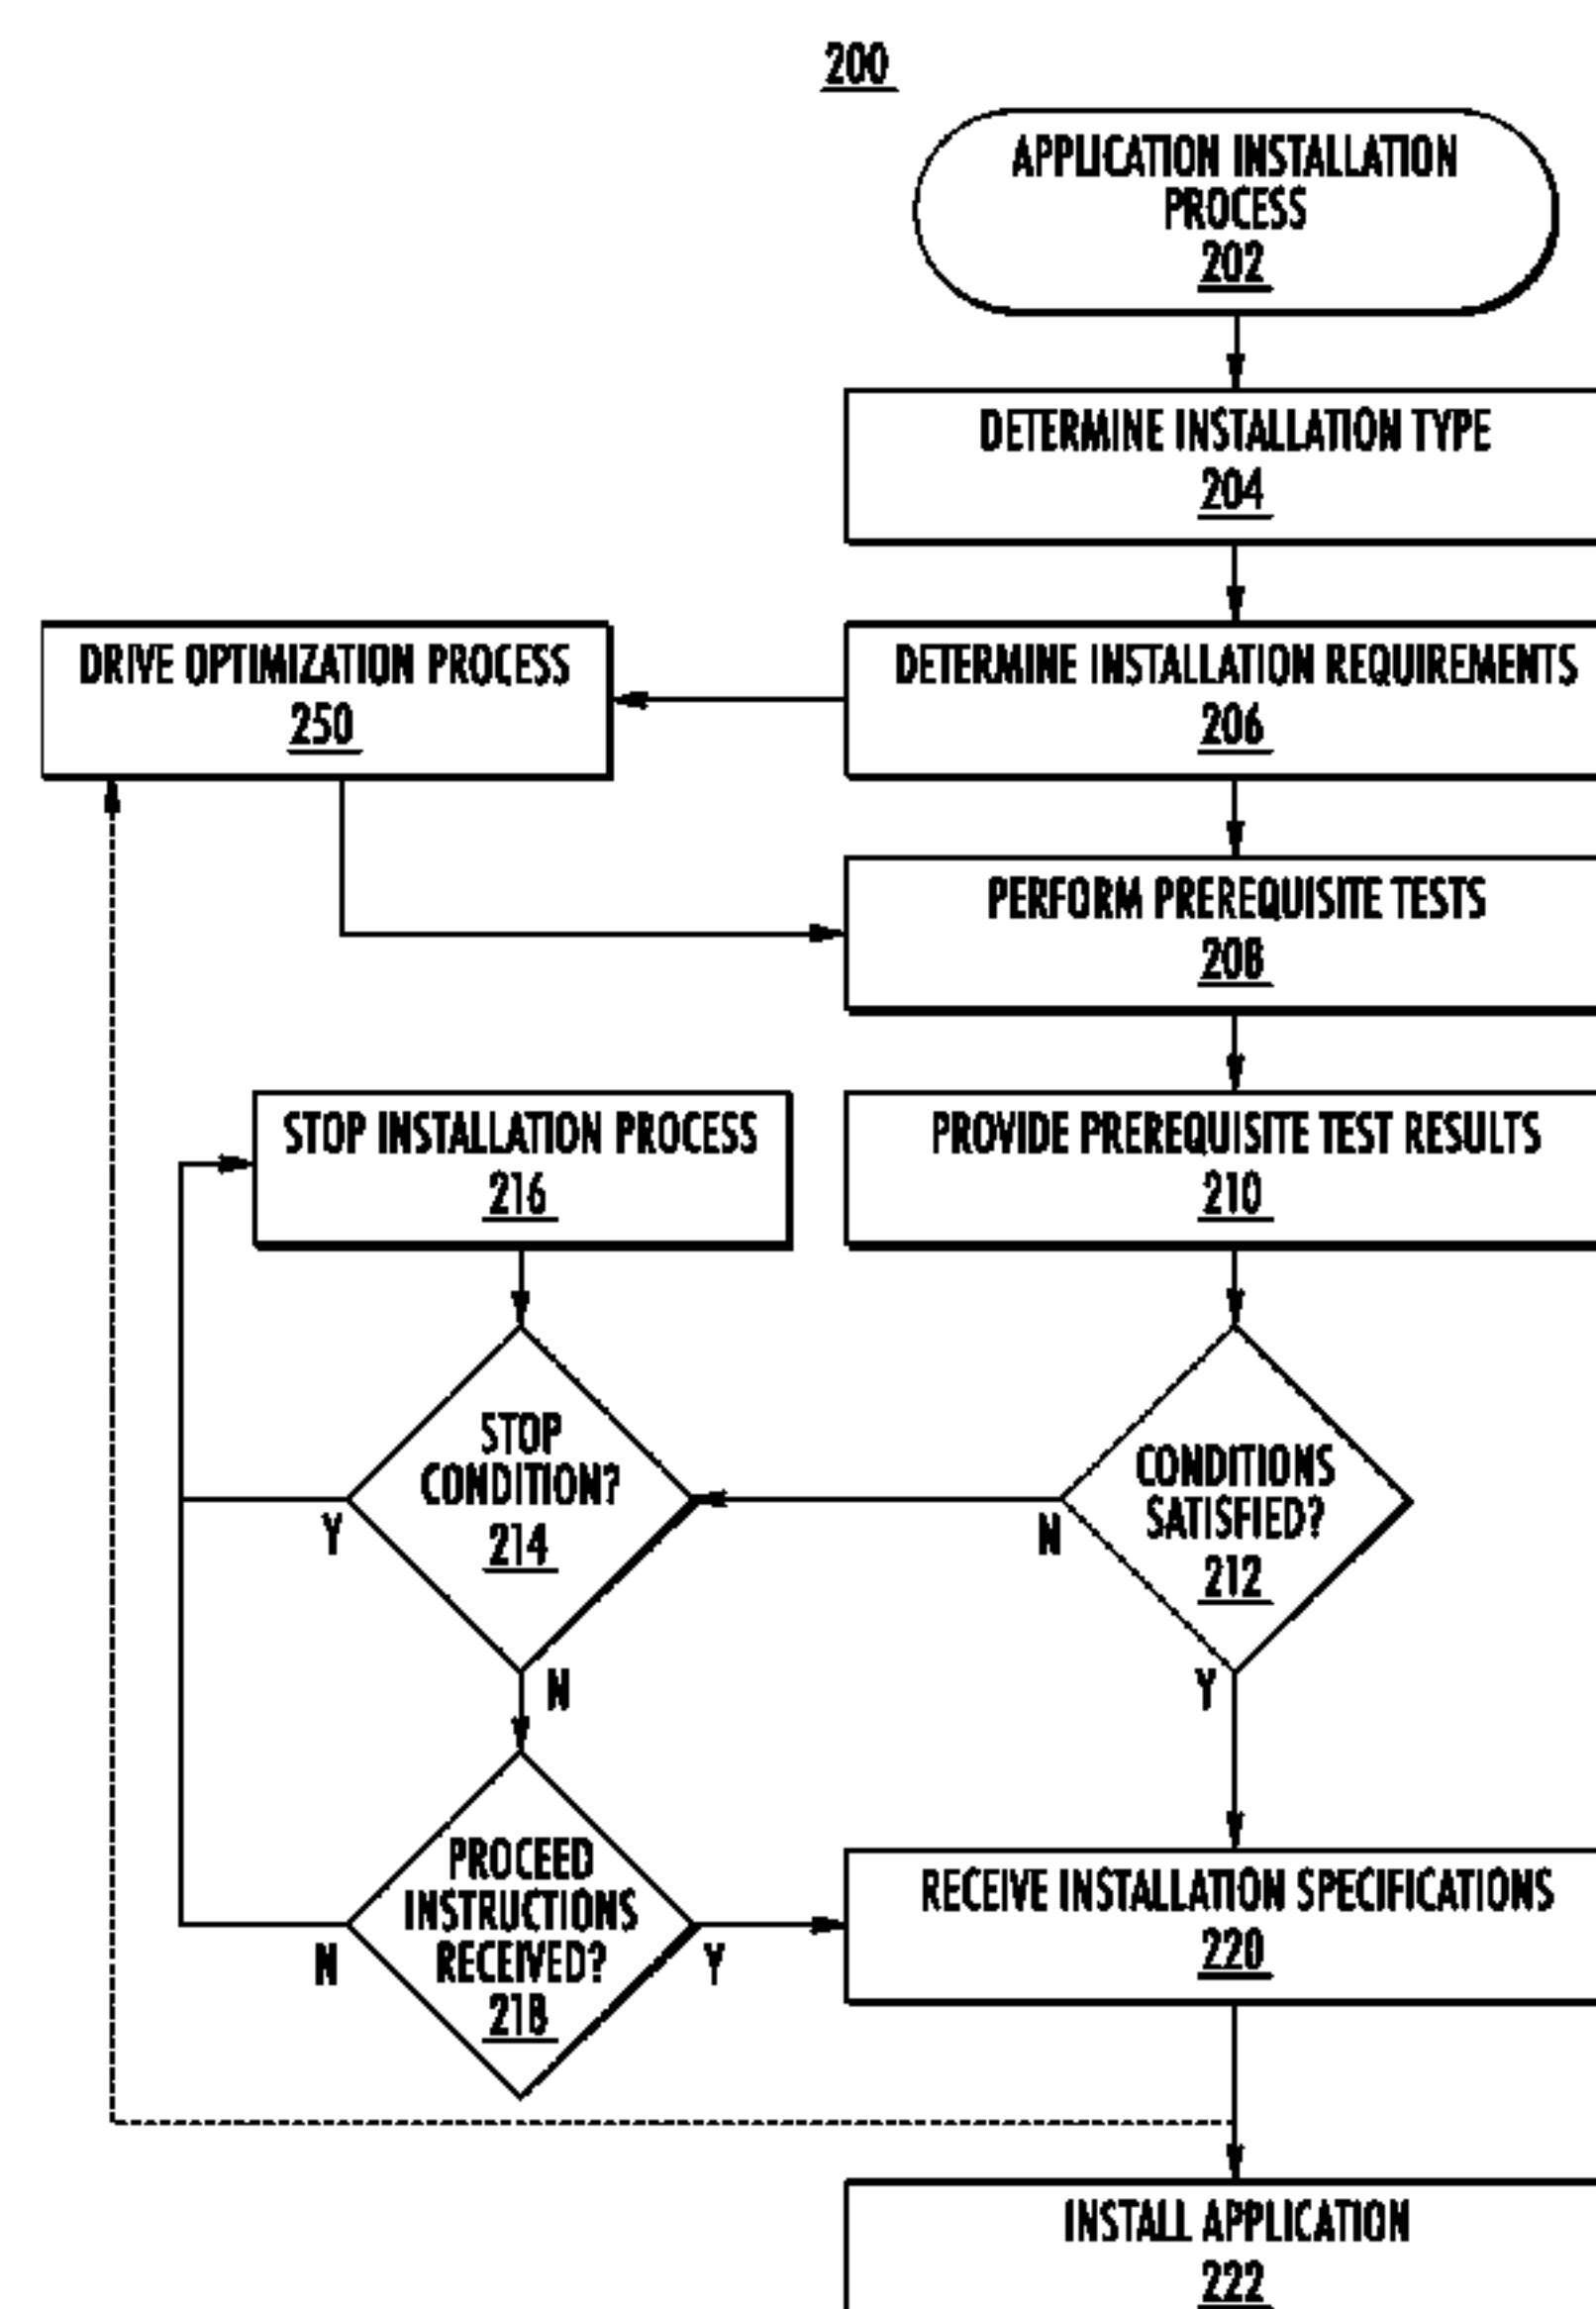 200
APPLICATION INSTALLATION
PROCESS
202
DETERMINE INSTALLATION TYPE
204
DRIVE OPTIMIZATION PROCESS
250
DETERMINE INSTALLATION REQUIREMENTS
206
PERFORM PREREQUISITE TESTS
208
STOP INSTALLATION PROCESS
216
PROVIDE PREREQUISITE TEST RESULTS
210
STOP
CONDITION?
214
Y
N
CONDITIONS
SATISFIED?
212
N
Y
PROCEED
INSTRUCTIONS
RECEIVED?
218
N
Y
RECEIVE INSTALLATION SPECIFICATIONS
220
INSTALL APPLICATION
222